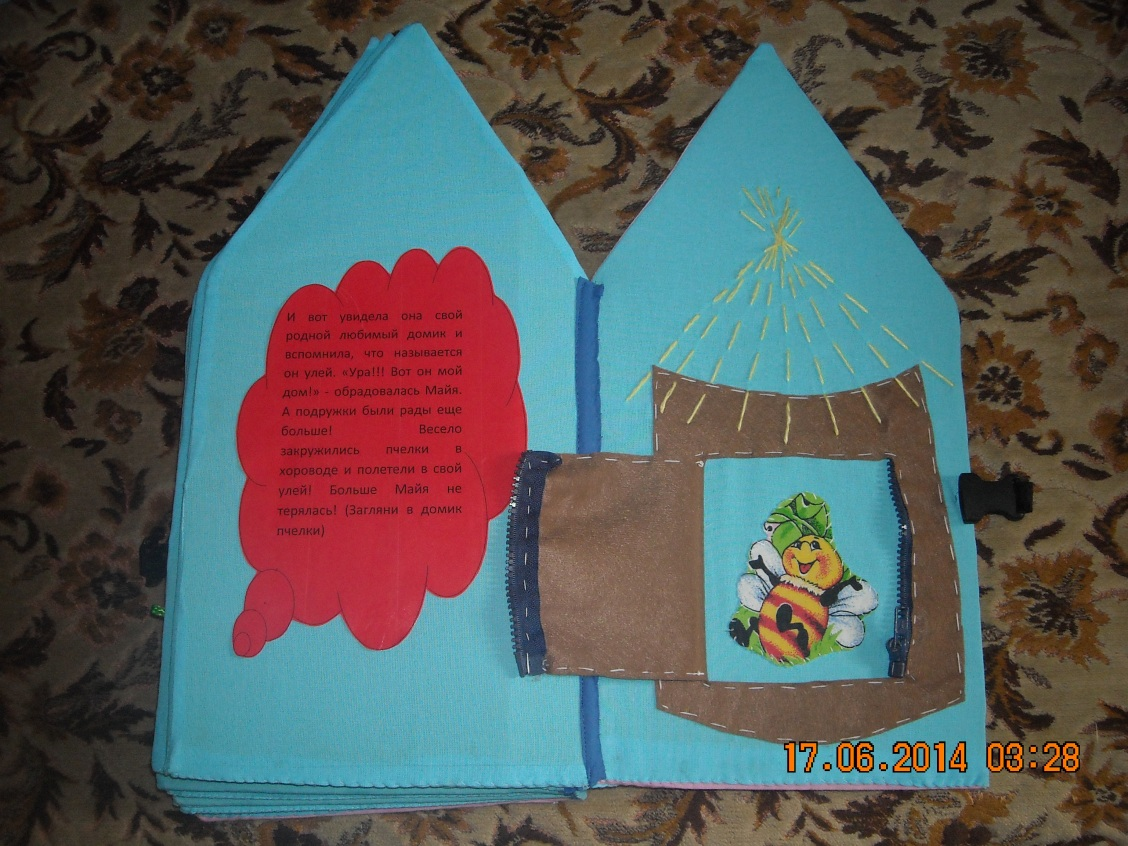 И вот увидела она свой
родной любимый домик и
вспомнила, что называется
он улей. «Ура!!! Вот он мой
дом!» - обрадовалась Майя.
А подружки были рады еще
больше! Весело
закружились пчелки в
хороводе и полетели в свой
улей! Больше Майя не
терялась! (Загляни в домик
пчелки)
17.06.2014 03:28